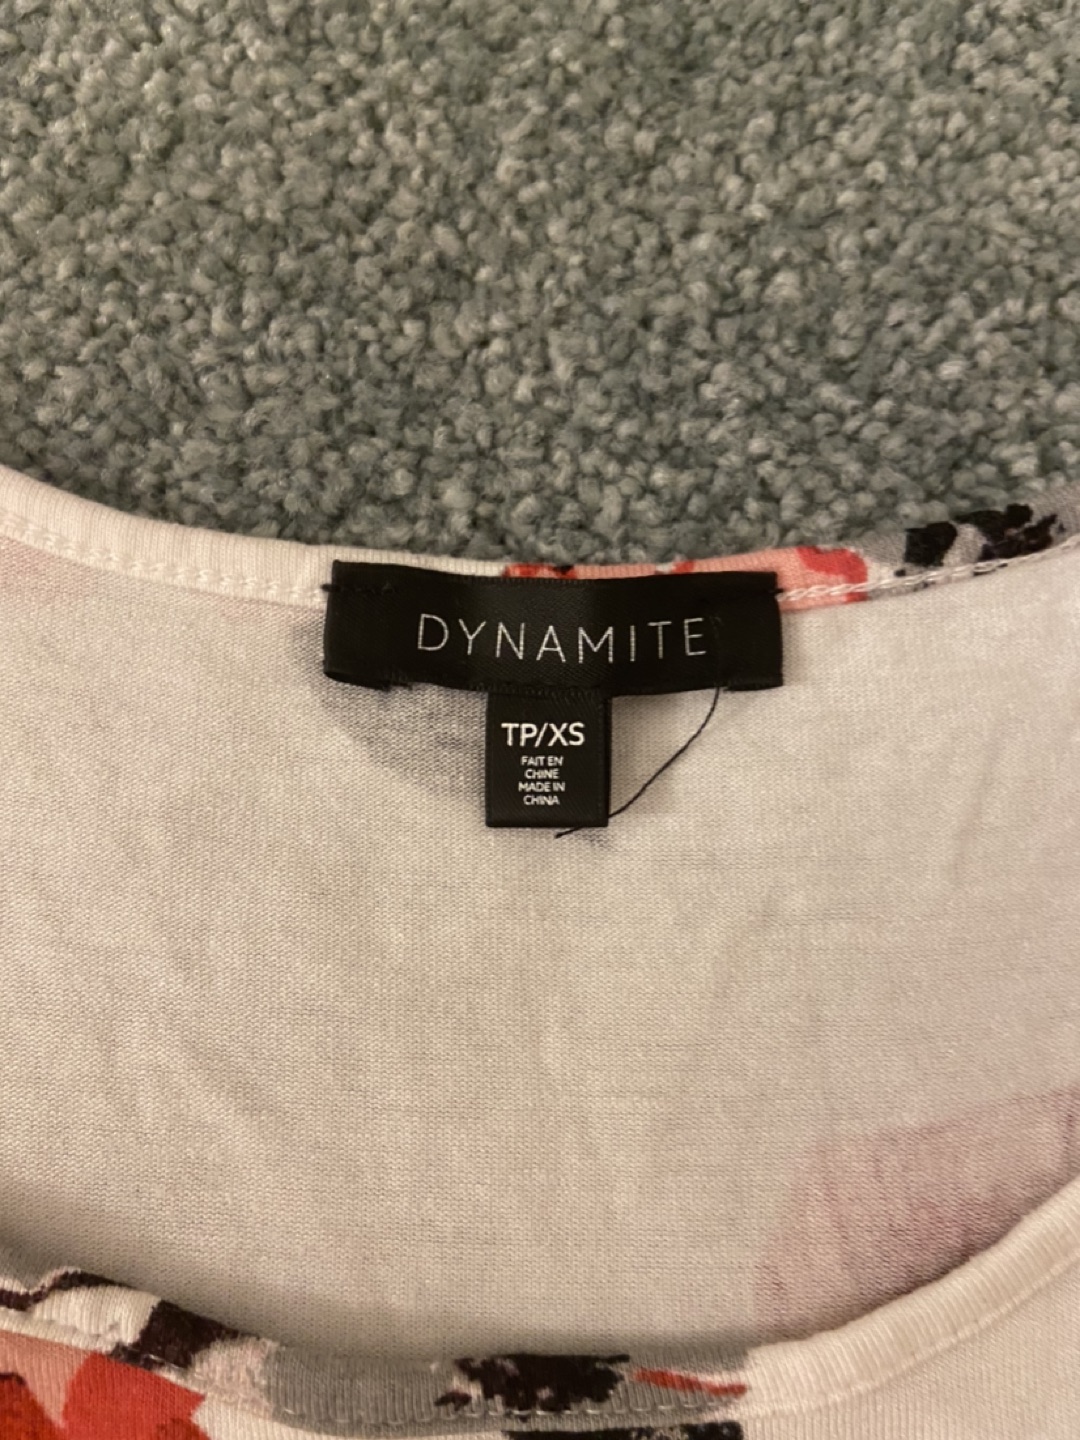 DYNAMITE
TP/XS
FAIT EN
CHINE
MADE IN
CHINA